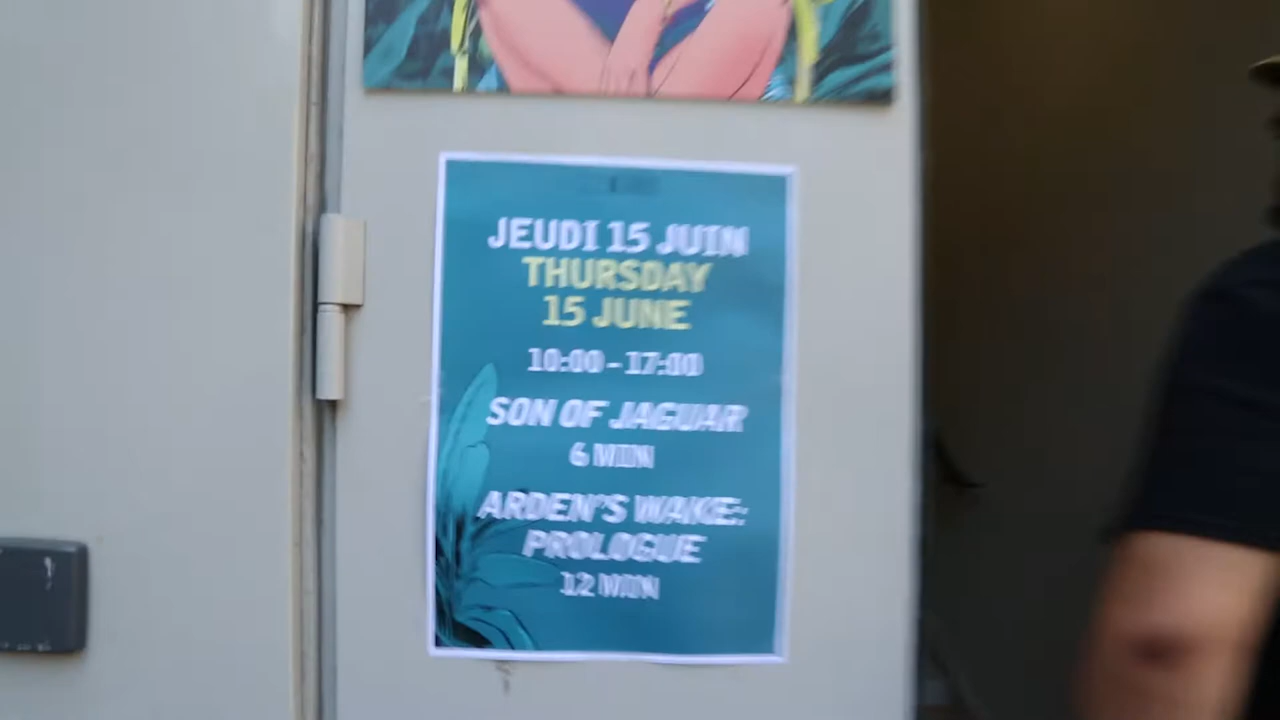 JEUDI 15 JUIN
THURSDAY
15 JUNE
10:00 - 17:00
SON OF JAGUAR
6 MIN
ARDEN'S WAKE:
PROLOGUE
12 MIN